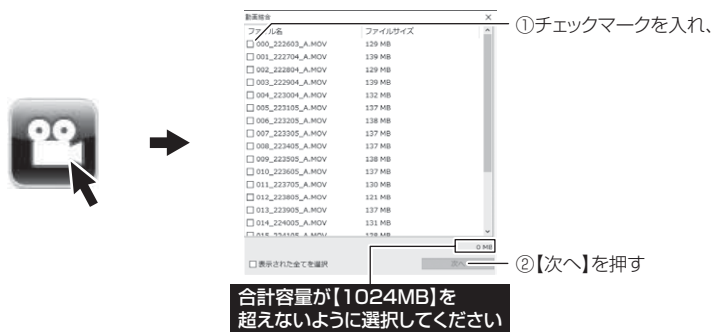 動画結合
ファイル名 ファイルサイズ
000_222603_A.MOV 129 MB
001_222704_A.MOV 139 MB
002_222804_A.MOV 129 MB
003_222904_A.MOV 139 MB
004_223004_A.MOV 132 MB
005_223105_A.MOV 137 MB
006_223205_A.MOV 138 MB
007_223305_A.MOV 137 MB
008_223405_A.MOV 137 MB
009_223505_A.MOV 138 MB
010_223605_A.MOV 137 MB
011_223705_A.MOV 130 MB
012_223805_A.MOV 121 MB
013_223905_A.MOV 137 MB
014_224005_A.MOV 131 MB
015_224105_A.MOV 128 MB
0 MB
表示された全てを選択
①チェックマークを入れ、
②【次へ】を押す
合計容量が【1024MB】を
超えないように選択してください